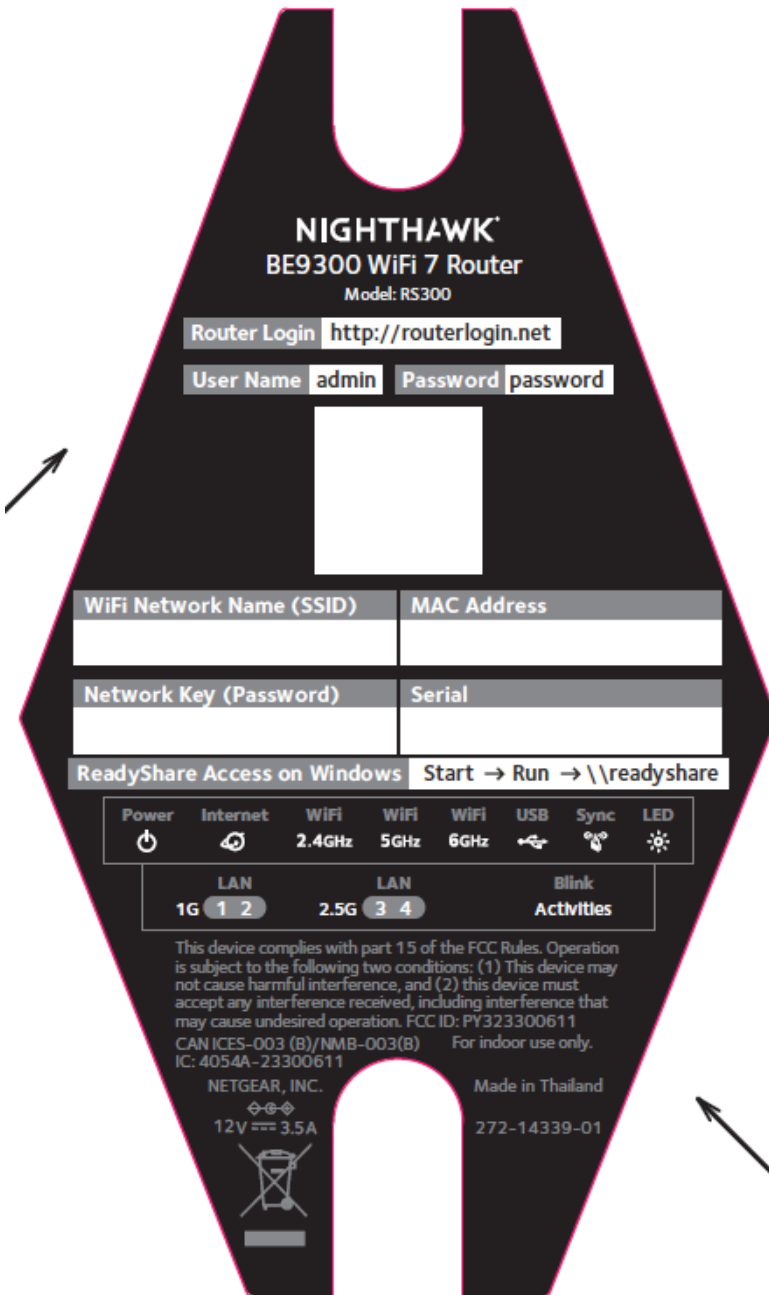 NIGHTHAWK
BE9300 WiFi 7 Router
Model: RS300
Router Login http://routerlogin.net
User Name admin Password password
WiFi Network Name (SSID) MAC Address
Network Key (Password) Serial
ReadyShare Access on Windows Start → Run → \\readyshare
Power Internet WiFi WiFi WiFi USB Sync LED
2.4GHz 5GHz 6GHz
LAN LAN Blink
1G 1 2 2.5G 3 4 Activities
This device complies with part 15 of the FCC Rules. Operation
is subject to the following two conditions: (1) This device may
not cause harmful interference, and (2) this device must
accept any interference received, including interference that
may cause undesired operation. FCC ID: PY323300611
CAN ICES-003 (B)/NMB-003(B) For indoor use only.
IC: 4054A-23300611
NETGEAR, INC. Made in Thailand
12V ⎓ 3.5A 272-14339-01